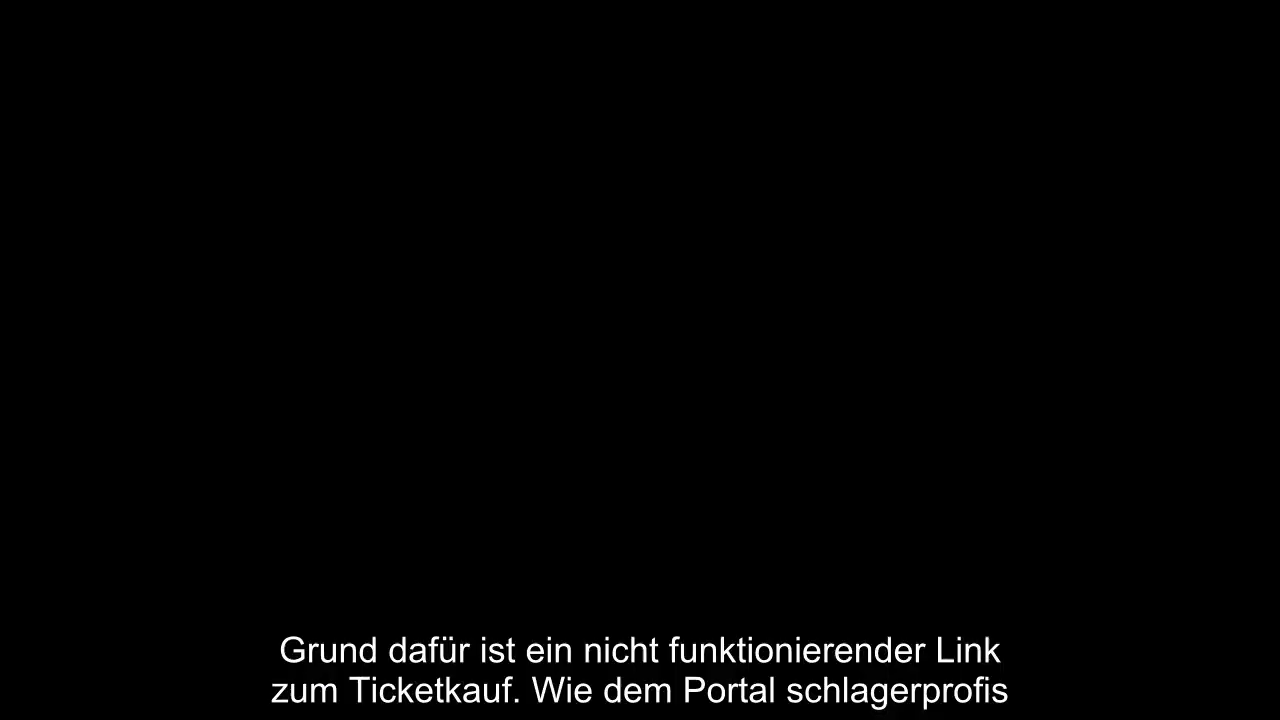 Grund dafür ist ein nicht funktionierender Link
zum Ticketkauf. Wie dem Portal schlagerprofis